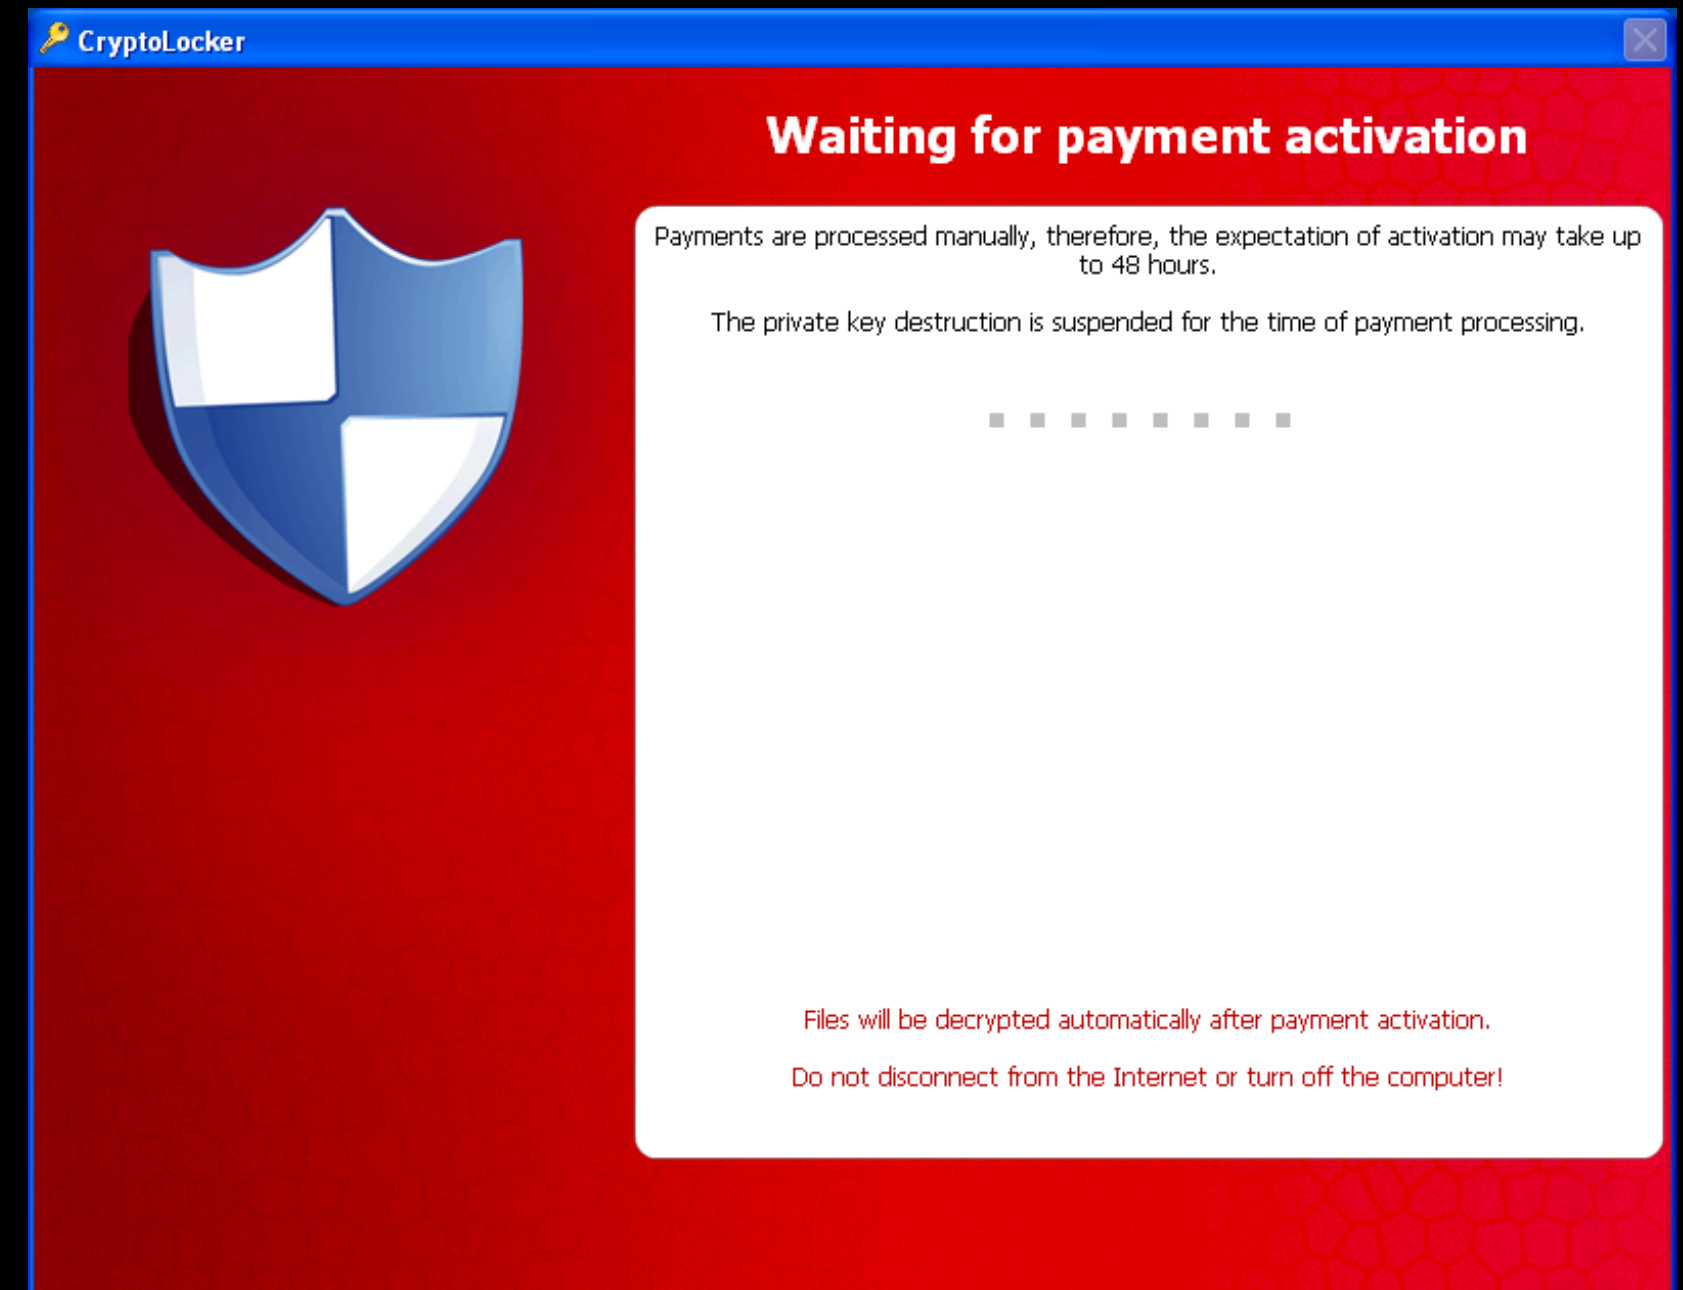 CryptoLocker
Waiting for payment activation
Payments are processed manually, therefore, the expectation of activation may take up
to 48 hours.
The private key destruction is suspended for the time of payment processing.
Files will be decrypted automatically after payment activation.
Do not disconnect from the Internet or turn off the computer!